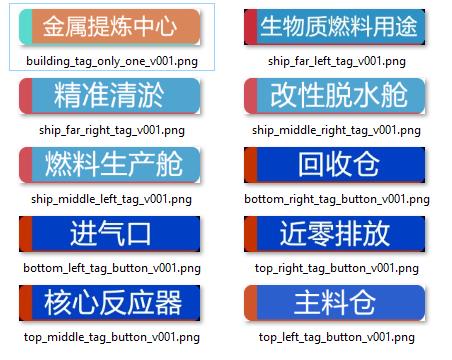 金属提炼中心
building_tag_only_one_v001.png
生物质燃料用途
ship_far_left_tag_v001.png
精准清淤
ship_far_right_tag_v001.png
改性脱水舱
ship_middle_right_tag_v001.png
燃料生产舱
ship_middle_left_tag_v001.png
回收仓
bottom_right_tag_button_v001.png
进气口
bottom_left_tag_button_v001.png
近零排放
top_right_tag_button_v001.png
核心反应器
top_middle_tag_button_v001.png
主料仓
top_left_tag_button_v001.png